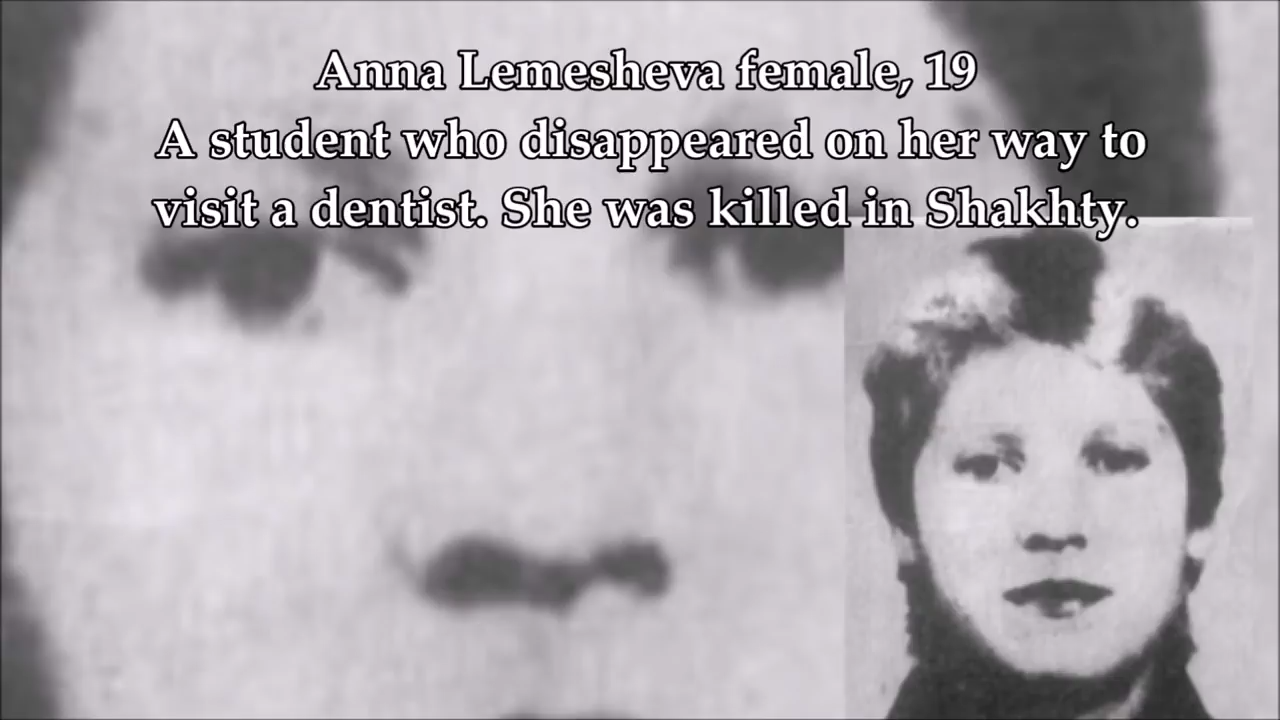 Anna Lemesheva female, 19
A student who disappeared on her way to
visit a dentist. She was killed in Shakhty.